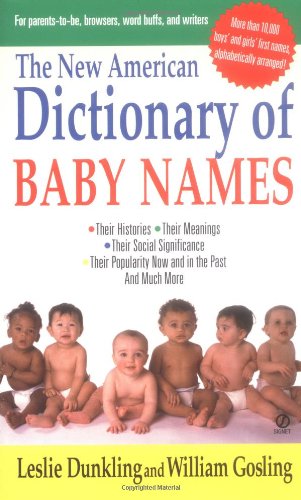 For parents-to-be, browsers, word buffs, and writers
More than 10,000
boys' and girls' first names,
alphabetically arranged!
The New American
Dictionary of
BABY NAMES
•Their Histories •Their Meanings
•Their Social Significance
•Their Popularity Now and in the Past
And Much More
SIGNET
Leslie Dunkling and William Gosling
Copyrighted Material